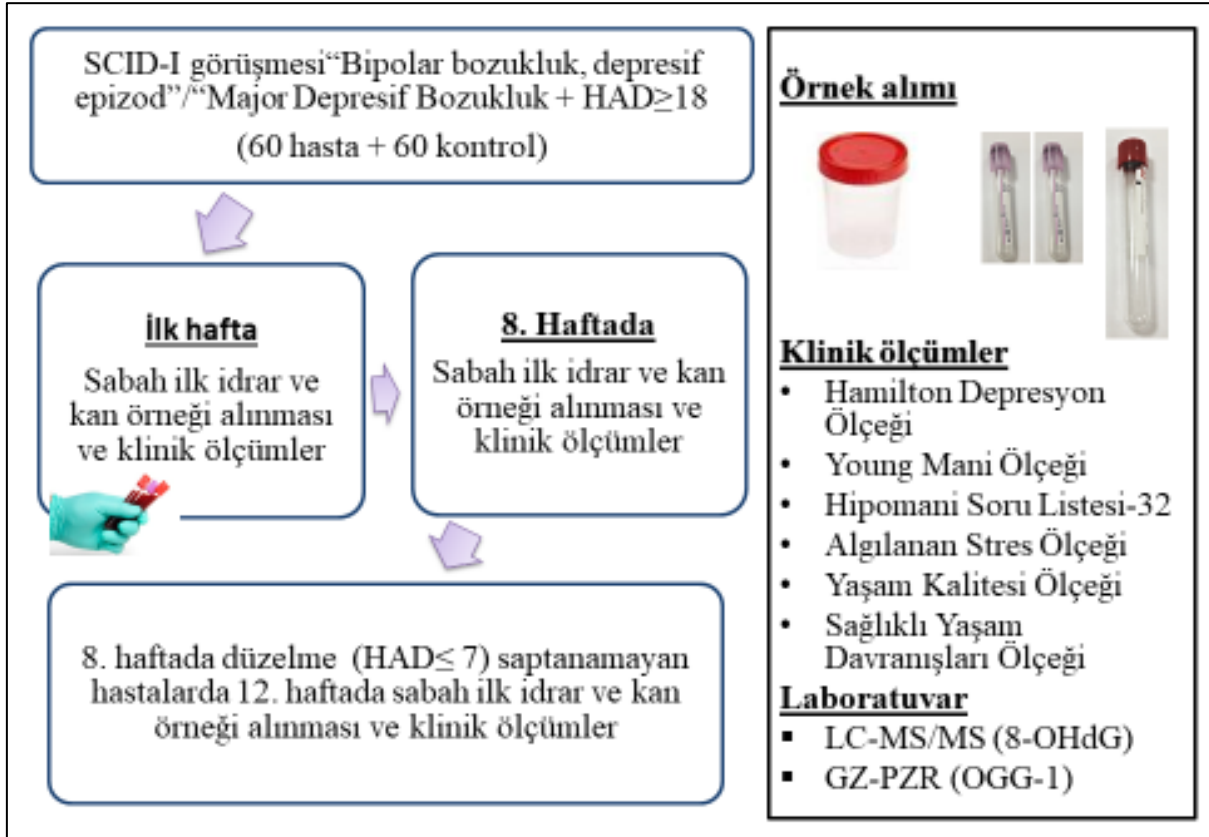 SCID-I görüşmesi“Bipolar bozukluk, depresif
epizod”/“Major Depresif Bozukluk + HAD≥18
(60 hasta + 60 kontrol)
İlk hafta
Sabah ilk idrar ve
kan örneği alınması
ve klinik ölçümler
8. Haftada
Sabah ilk idrar ve kan
örneği alınması ve
klinik ölçümler
8. haftada düzelme (HAD≤ 7) saptanamayan
hastalarda 12. haftada sabah ilk idrar ve kan
örneği alınması ve klinik ölçümler
Örnek alımı
Klinik ölçümler
• Hamilton Depresyon
Ölçeği
• Young Mani Ölçeği
• Hipomani Soru Listesi-32
• Algılanan Stres Ölçeği
• Yaşam Kalitesi Ölçeği
• Sağlıklı Yaşam
Davranışları Ölçeği
Laboratuvar
▪ LC-MS/MS (8-OHdG)
▪ GZ-PZR (OGG-1)